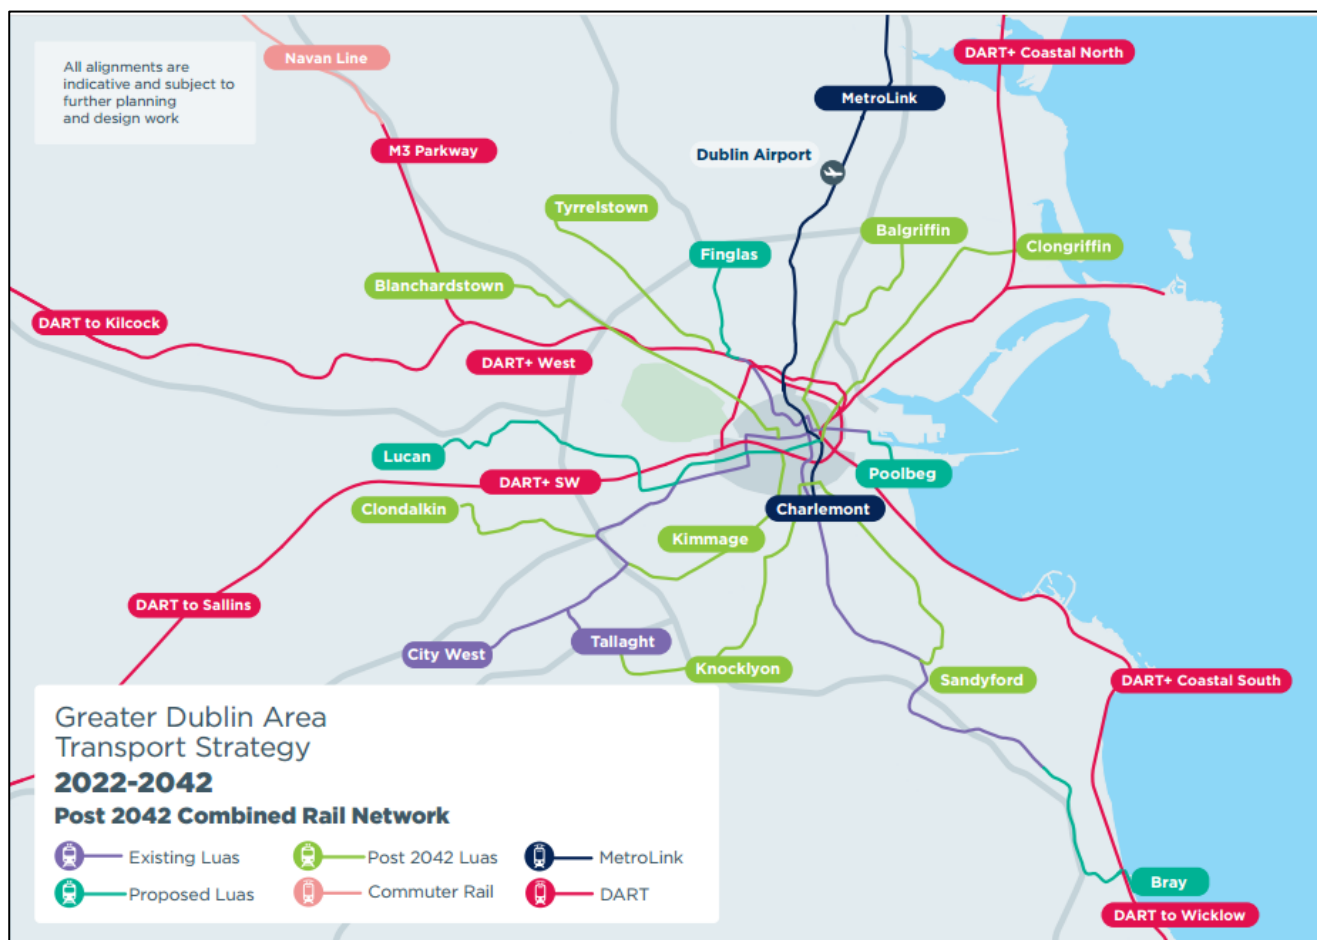 All alignments are
indicative and subject to
further planning
and design work
Navan Line
DART+ Coastal North
MetroLink
M3 Parkway
Dublin Airport
Tyrrelstown
Balgriffin
Clongriffin
Finglas
Blanchardstown
DART to Kilcock
DART+ West
Lucan
DART+ SW
Poolbeg
Clondalkin
Charlemont
Kimmage
DART to Sallins
Tallaght
City West
Knocklyon
Sandyford
DART+ Coastal South
Bray
DART to Wicklow
Greater Dublin Area
Transport Strategy
2022-2042
Post 2042 Combined Rail Network
Existing Luas
Post 2042 Luas
MetroLink
Proposed Luas
Commuter Rail
DART